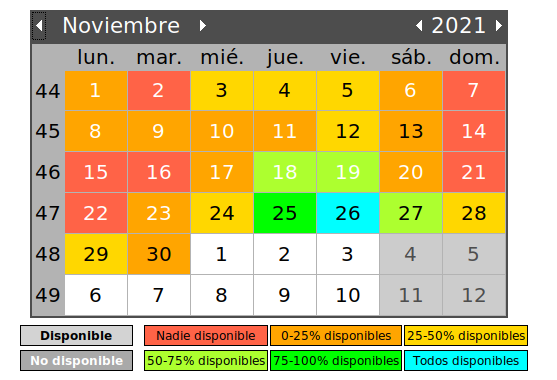 Noviembre 2021
lun. mar. mié. jue. vie. sáb. dom.
44 1 2 3 4 5 6 7
45 8 9 10 11 12 13 14
46 15 16 17 18 19 20 21
47 22 23 24 25 26 27 28
48 29 30 1 2 3 4 5
49 6 7 8 9 10 11 12
Disponible Nadie disponible 0-25% disponibles 25-50% disponibles
No disponible 50-75% disponibles 75-100% disponibles Todos disponibles